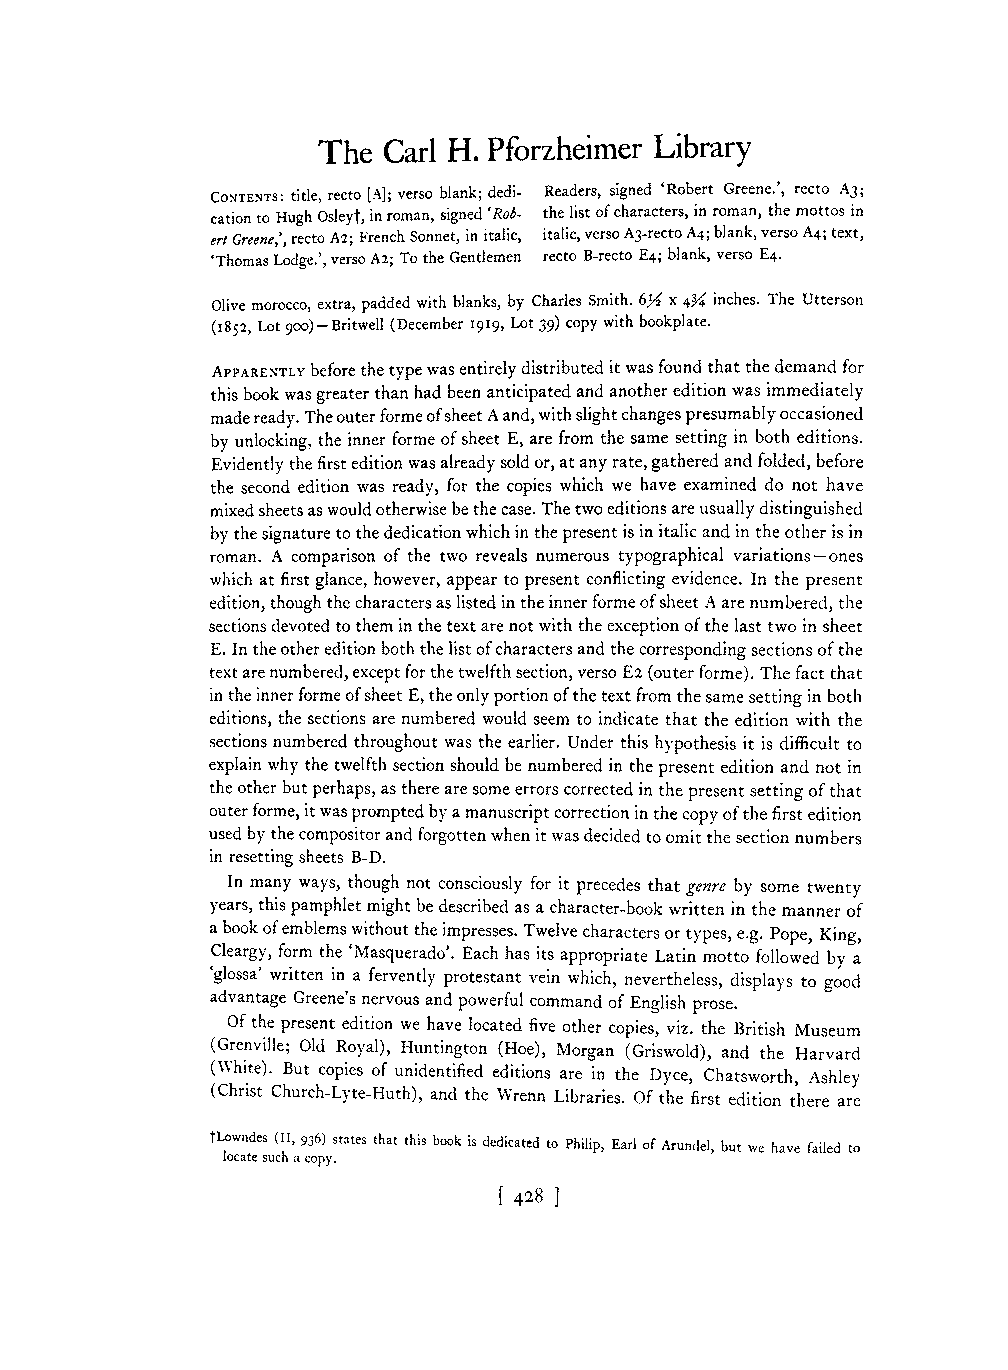 The Carl H. Pforzheimer Library
CONTENTS: title, recto [A]; verso blank; dedi-
cation to Hugh Osley†, in roman, signed 'Rob-
ert Greene,', recto A2; French Sonnet, in italic,
'Thomas Lodge.', verso A2; To the Gentlemen
Readers, signed 'Robert Greene.', recto A3;
the list of characters, in roman, the mottos in
italic, verso A3-recto A4; blank, verso A4; text,
recto B-recto E4; blank, verso E4.
Olive morocco, extra, padded with blanks, by Charles Smith. 6½ x 4¾ inches. The Utterson
(1852, Lot 900)—Britwell (December 1919, Lot 39) copy with bookplate.
APPARENTLY before the type was entirely distributed it was found that the demand for
this book was greater than had been anticipated and another edition was immediately
made ready. The outer forme of sheet A and, with slight changes presumably occasioned
by unlocking, the inner forme of sheet E, are from the same setting in both editions.
Evidently the first edition was already sold or, at any rate, gathered and folded, before
the second edition was ready, for the copies which we have examined do not have
mixed sheets as would otherwise be the case. The two editions are usually distinguished
by the signature to the dedication which in the present is in italic and in the other is in
roman. A comparison of the two reveals numerous typographical variations—ones
which at first glance, however, appear to present conflicting evidence. In the present
edition, though the characters as listed in the inner forme of sheet A are numbered, the
sections devoted to them in the text are not with the exception of the last two in sheet
E. In the other edition both the list of characters and the corresponding sections of the
text are numbered, except for the twelfth section, verso E2 (outer forme). The fact that
in the inner forme of sheet E, the only portion of the text from the same setting in both
editions, the sections are numbered would seem to indicate that the edition with the
sections numbered throughout was the earlier. Under this hypothesis it is difficult to
explain why the twelfth section should be numbered in the present edition and not in
the other but perhaps, as there are some errors corrected in the present setting of that
outer forme, it was prompted by a manuscript correction in the copy of the first edition
used by the compositor and forgotten when it was decided to omit the section numbers
in resetting sheets B-D.
In many ways, though not consciously for it precedes that genre by some twenty
years, this pamphlet might be described as a character-book written in the manner of
a book of emblems without the impresses. Twelve characters or types, e.g. Pope, King,
Cleargy, form the 'Masquerado'. Each has its appropriate Latin motto followed by a
'glossa' written in a fervently protestant vein which, nevertheless, displays to good
advantage Greene's nervous and powerful command of English prose.
Of the present edition we have located five other copies, viz. the British Museum
(Grenville; Old Royal), Huntington (Hoe), Morgan (Griswold), and the Harvard
(White). But copies of unidentified editions are in the Dyce, Chatsworth, Ashley
(Christ Church-Lyte-Huth), and the Wrenn Libraries. Of the first edition there are
†Lowndes (II, 936) states that this book is dedicated to Philip, Earl of Arundel, but we have failed to
locate such a copy.
[ 428 ]